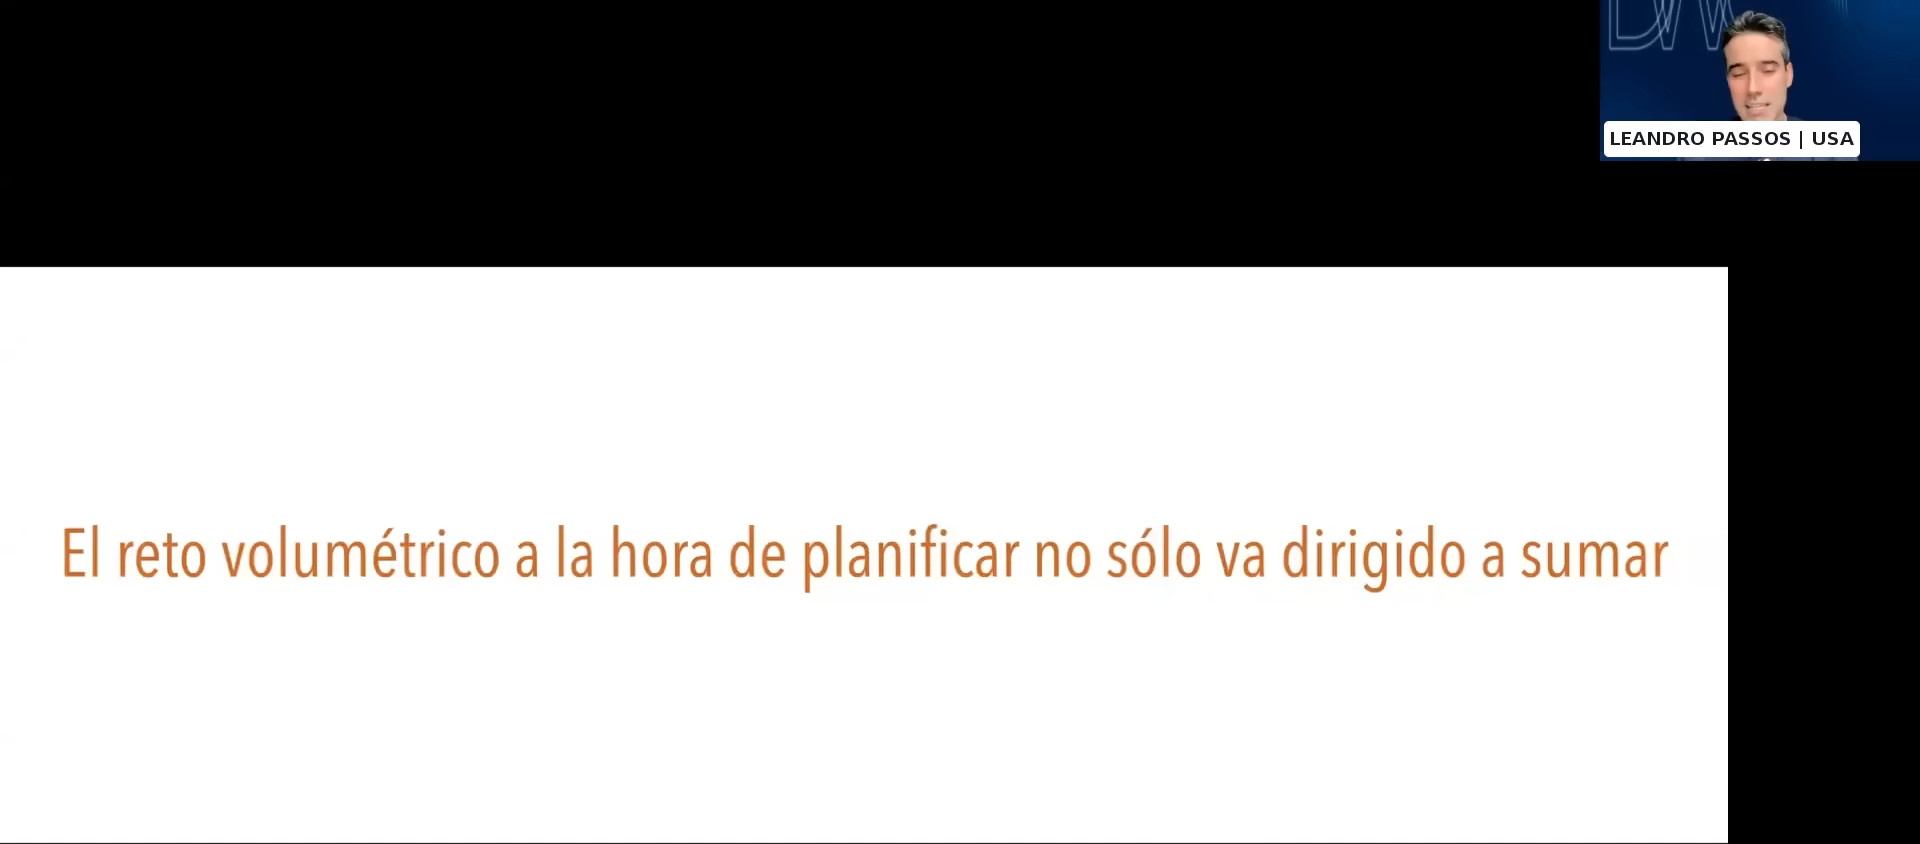 LEANDRO PASSOS | USA
El reto volumétrico a la hora de planificar no sólo va dirigido a sumar